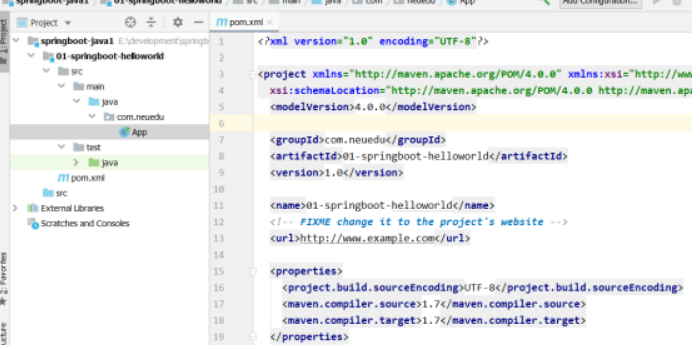 springboot-java1 01-springboot-helloworld src main java com neuedu App Add Configuration...
Project
pom.xml
1: Project
springboot-java1 E:\development\springb
01-springboot-helloworld
src
main
java
com.neuedu
App
test
java
pom.xml
src
External Libraries
Scratches and Consoles
2: Favorites
1 <?xml version="1.0" encoding="UTF-8"?>
2
3 <project xmlns="http://maven.apache.org/POM/4.0.0" xmlns:xsi="http://www
4 xsi:schemaLocation="http://maven.apache.org/POM/4.0.0 http://maven.apa
5 <modelVersion>4.0.0</modelVersion>
6
7 <groupId>com.neuedu</groupId>
8 <artifactId>01-springboot-helloworld</artifactId>
9 <version>1.0</version>
10
11 <name>01-springboot-helloworld</name>
12 <!-- FIXME change it to the project's website -->
13 <url>http://www.example.com</url>
14
15 <properties>
16 <project.build.sourceEncoding>UTF-8</project.build.sourceEncoding>
17 <maven.compiler.source>1.7</maven.compiler.source>
18 <maven.compiler.target>1.7</maven.compiler.target>
19 </properties>